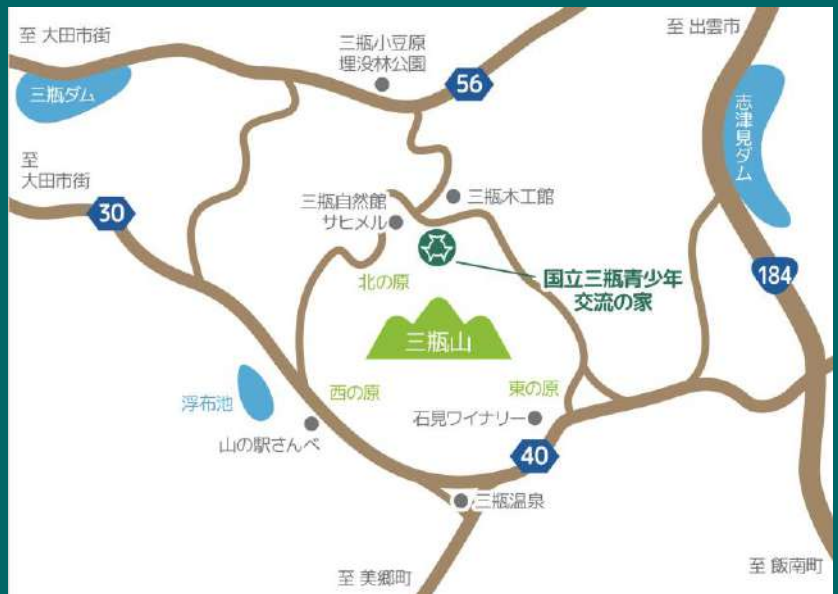 至 大田市街
三瓶小豆原
埋没林公園
至 出雲市
56
三瓶ダム
志津見ダム
至
大田市街
30
三瓶自然館
サヒメル
三瓶木工館
北の原
国立三瓶青少年
交流の家
184
三瓶山
浮布池
西の原
東の原
石見ワイナリー
山の駅さんべ
40
三瓶温泉
至 美郷町
至 飯南町